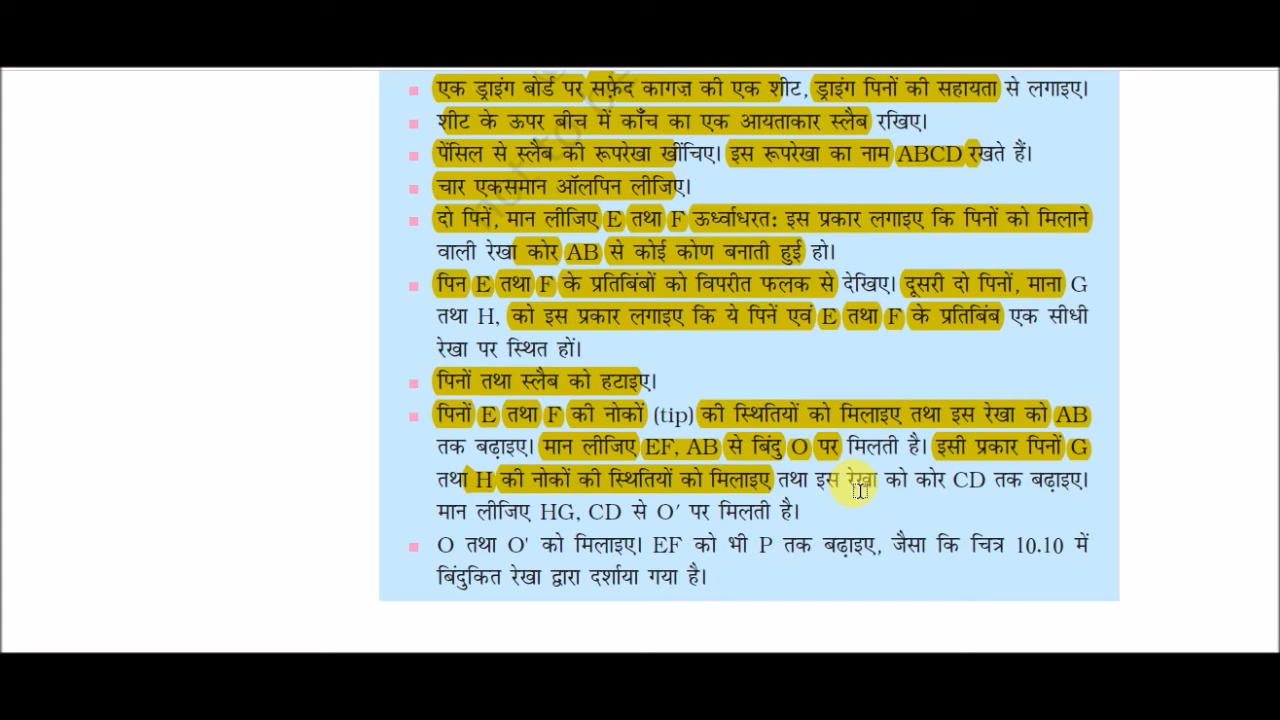 एक ड्राइंग बोर्ड पर सफ़ेद कागज़ की एक शीट, ड्राइंग पिनों की सहायता से लगाइए।
शीट के ऊपर बीच में काँच का एक आयताकार स्लैब रखिए।
पेंसिल से स्लैब की रूपरेखा खींचिए। इस रूपरेखा का नाम ABCD रखते हैं।
चार एकसमान ऑलपिन लीजिए।
दो पिनें, मान लीजिए E तथा F ऊर्ध्वाधरतः इस प्रकार लगाइए कि पिनों को मिलाने
वाली रेखा कोर AB से कोई कोण बनाती हुई हो।
पिन E तथा F के प्रतिबिंबों को विपरीत फलक से देखिए। दूसरी दो पिनों, माना G
तथा H, को इस प्रकार लगाइए कि ये पिनें एवं E तथा F के प्रतिबिंब एक सीधी
रेखा पर स्थित हों।
पिनों तथा स्लैब को हटाइए।
पिनों E तथा F की नोकों (tip) की स्थितियों को मिलाइए तथा इस रेखा को AB
तक बढ़ाइए। मान लीजिए EF, AB से बिंदु O पर मिलती है। इसी प्रकार पिनों G
तथा H की नोकों की स्थितियों को मिलाइए तथा इस रेखा को कोर CD तक बढ़ाइए।
मान लीजिए HG, CD से O′ पर मिलती है।
O तथा O' को मिलाइए। EF को भी P तक बढ़ाइए, जैसा कि चित्र 10.10 में
बिंदुकित रेखा द्वारा दर्शाया गया है।